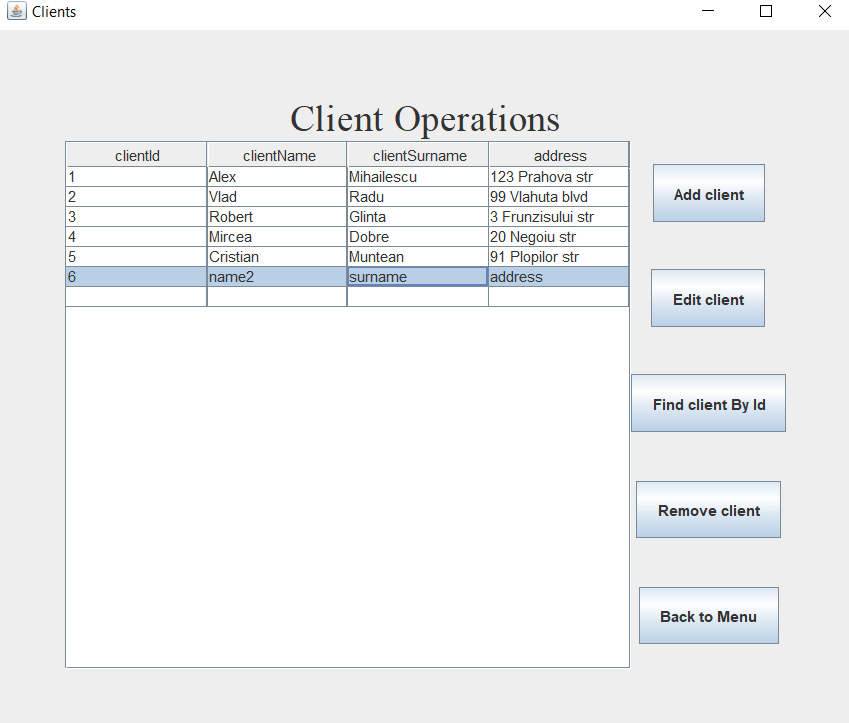 Clients
Client Operations
clientId clientName clientSurname address
1 Alex Mihailescu 123 Prahova str
2 Vlad Radu 99 Vlahuta blvd
3 Robert Glinta 3 Frunzisului str
4 Mircea Dobre 20 Negoiu str
5 Cristian Muntean 91 Plopilor str
6 name2 surname address
Add client
Edit client
Find client By Id
Remove client
Back to Menu